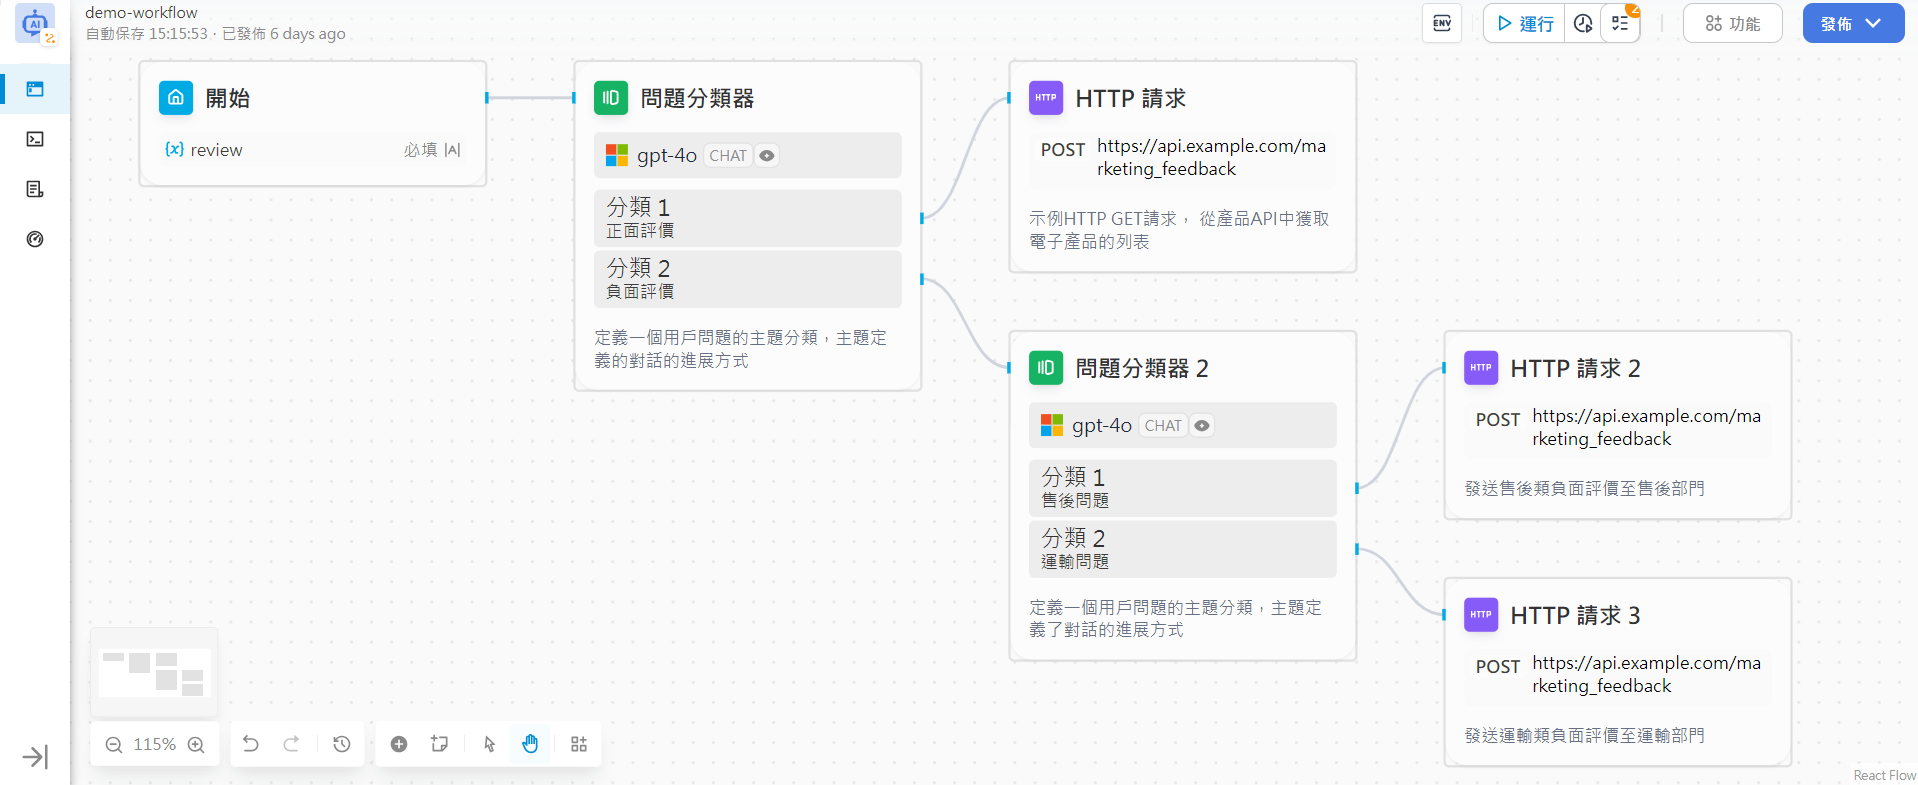 demo-workflow
自動保存 15:15:53 · 已發佈 6 days ago
ENV
運行
2
功能
發佈
開始
{x} review
必填
問題分類器
gpt-4o CHAT
分類 1
正面評價
分類 2
負面評價
定義一個用戶問題的主題分類，主題定
義的對話的進展方式
HTTP
HTTP 請求
POST https://api.example.com/ma
rketing_feedback
示例HTTP GET請求， 從產品API中獲取
電子產品的列表
問題分類器 2
gpt-4o CHAT
分類 1
售後問題
分類 2
運輸問題
定義一個用戶問題的主題分類，主題定
義了對話的進展方式
HTTP
HTTP 請求 2
POST https://api.example.com/ma
rketing_feedback
發送售後類負面評價至售後部門
HTTP
HTTP 請求 3
POST https://api.example.com/ma
rketing_feedback
發送運輸類負面評價至運輸部門
115%
React Flow